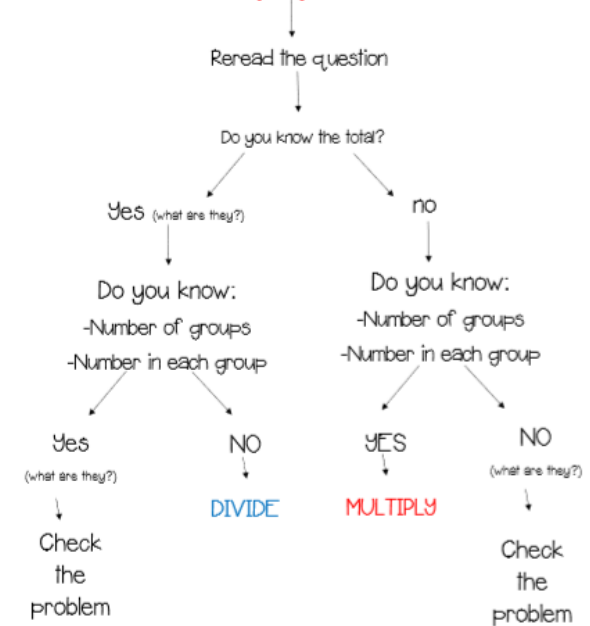 Reread the question
Do you know the total?
Yes (what are they?)
no
Do you know:
-Number of groups
-Number in each group
Do you know:
-Number of groups
-Number in each group
Yes
(what are they?)
Check
the
problem
NO
DIVIDE
YES
MULTIPLY
NO
(what are they?)
Check
the
problem